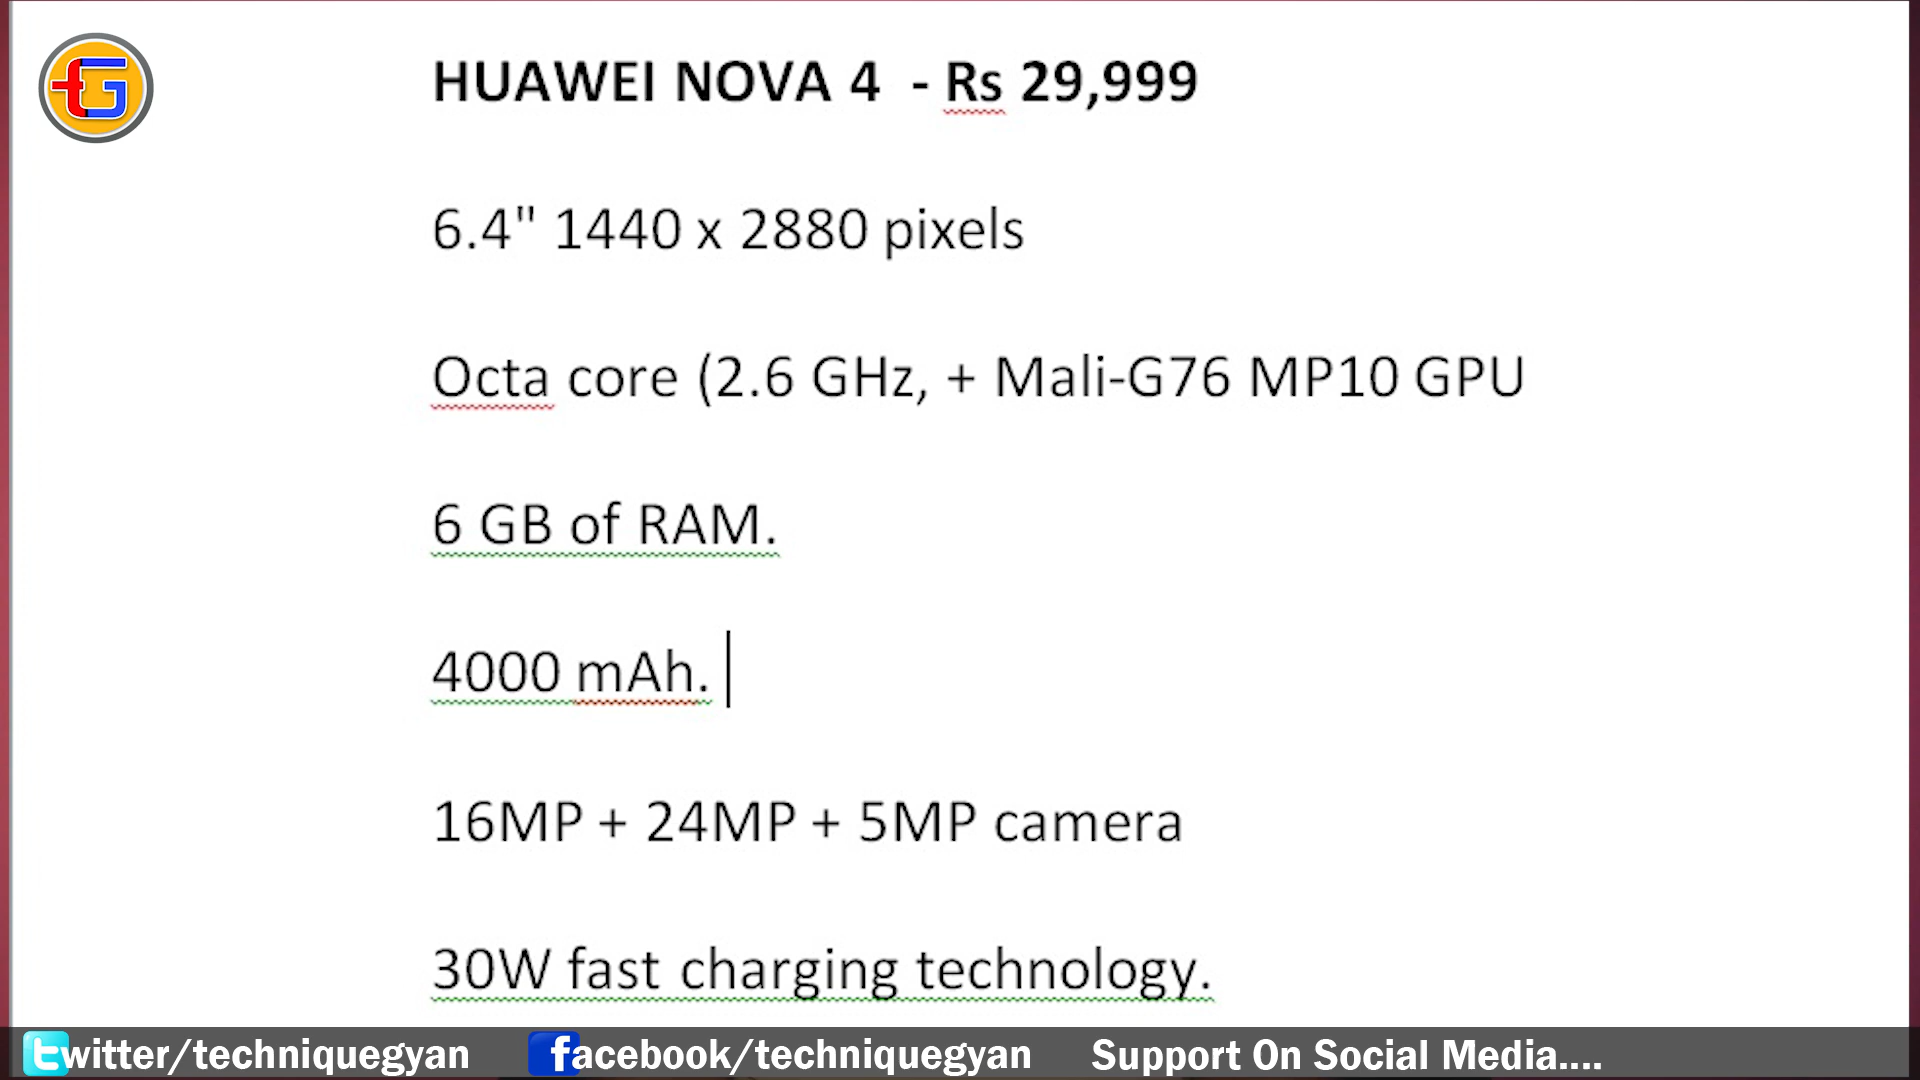 tG
HUAWEI NOVA 4 - Rs 29,999
6.4" 1440 x 2880 pixels
Octa core (2.6 GHz, + Mali-G76 MP10 GPU
6 GB of RAM.
4000 mAh.
16MP + 24MP + 5MP camera
30W fast charging technology.
twitter/techniquegyan facebook/techniquegyan Support On Social Media....